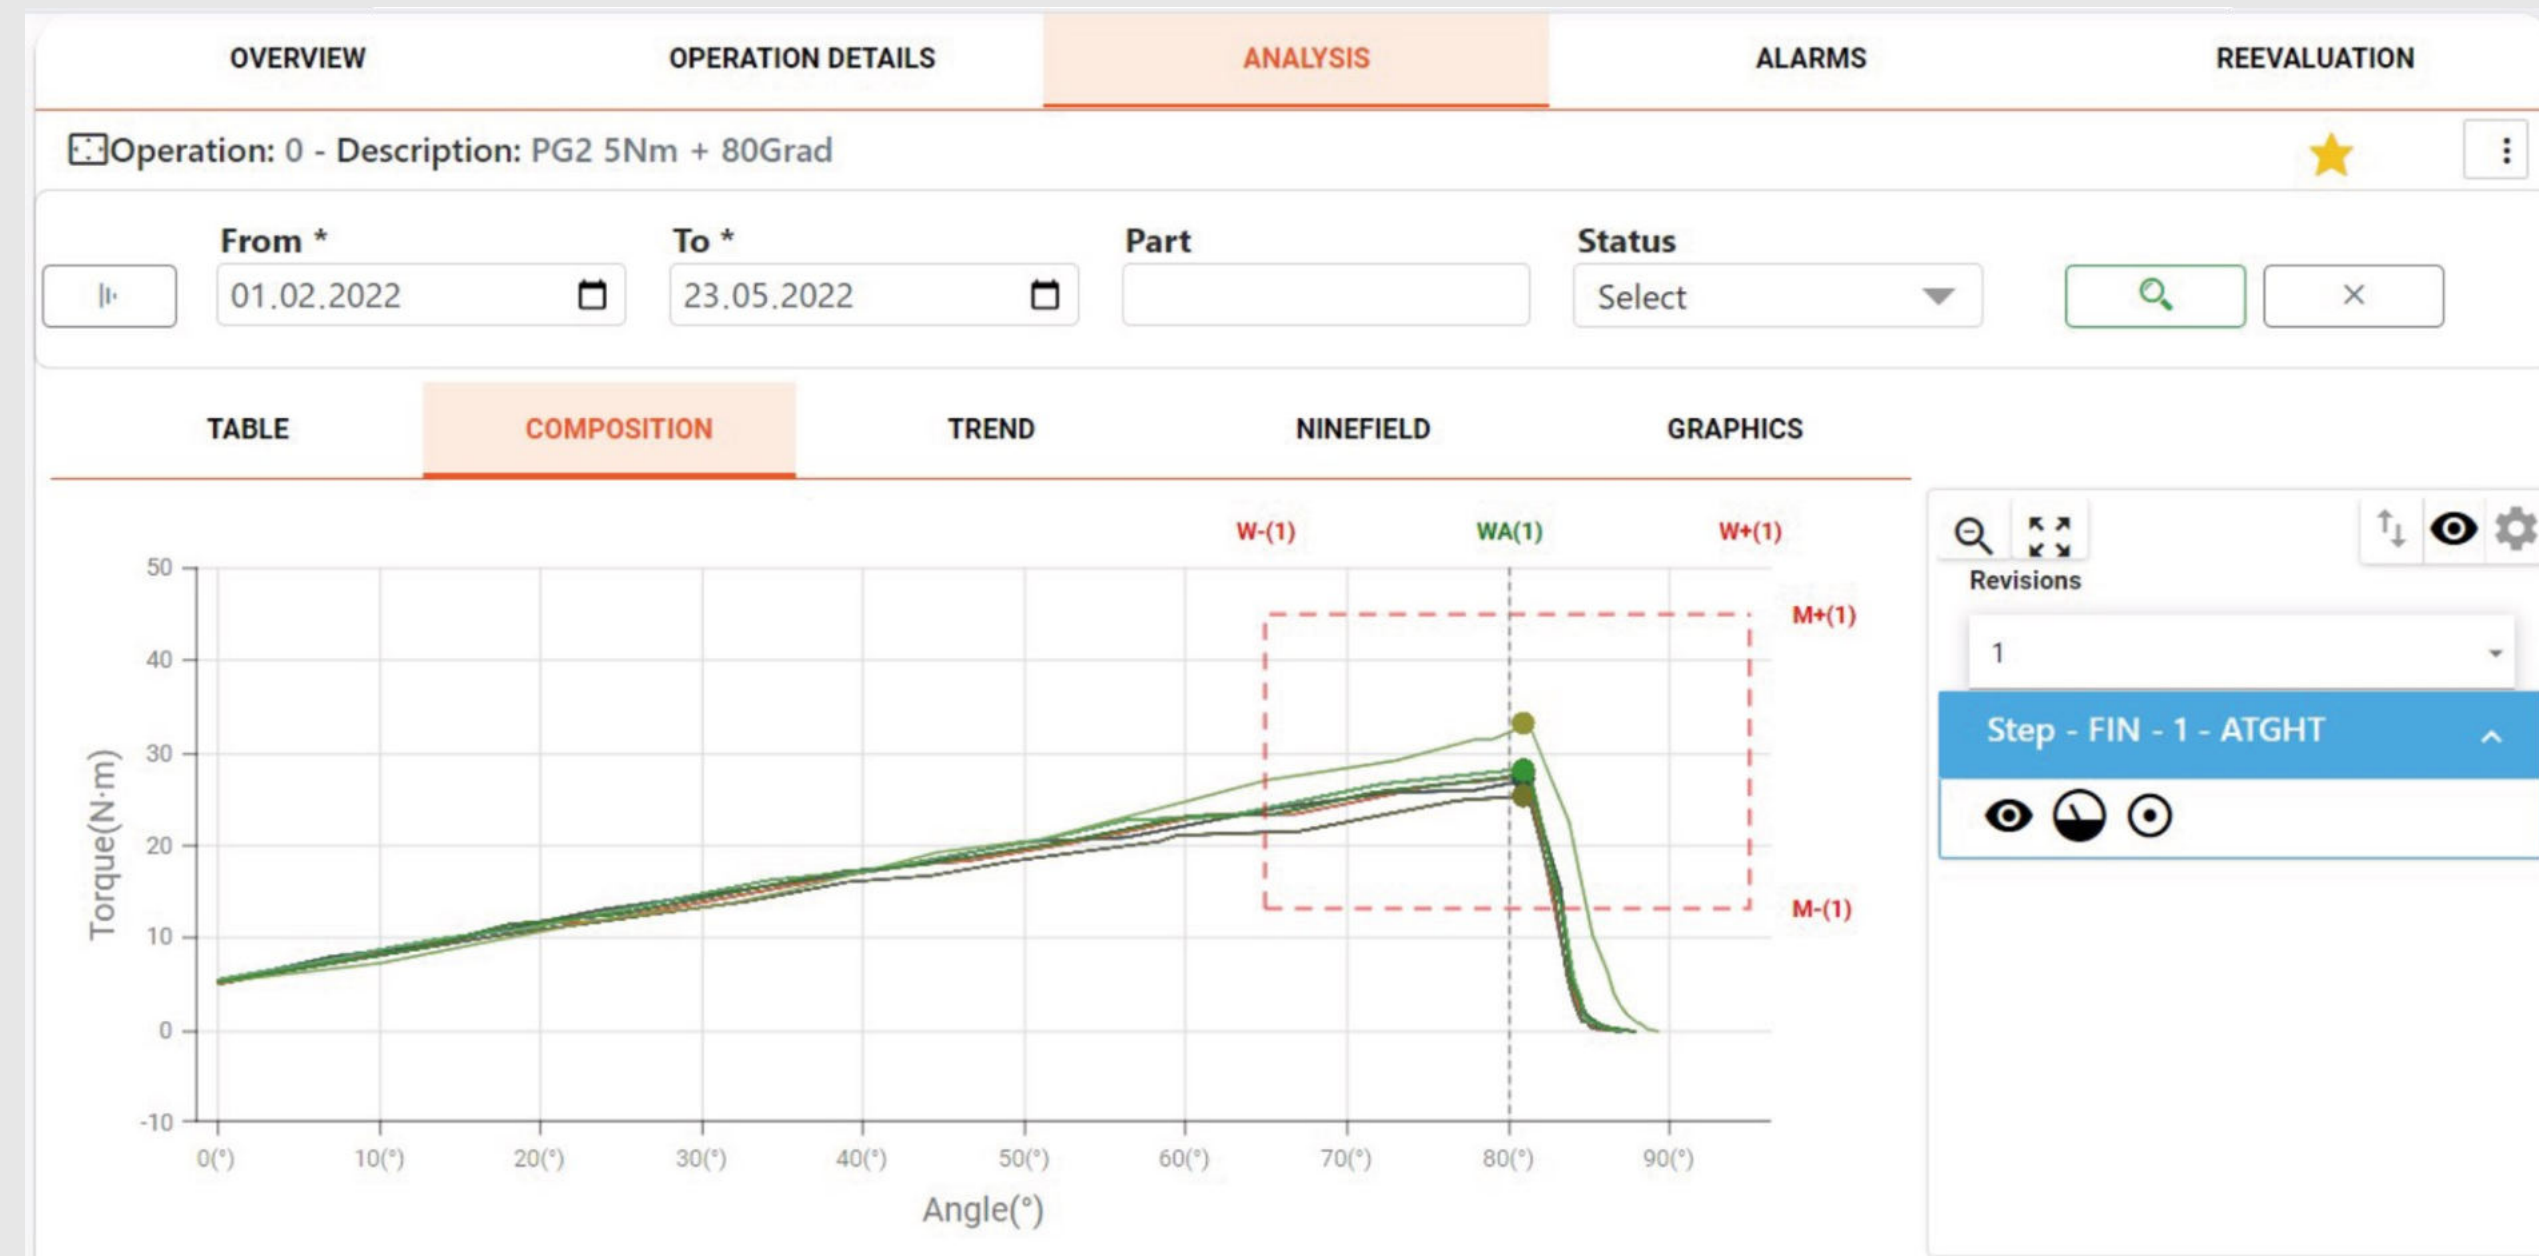 OVERVIEW OPERATION DETAILS ANALYSIS ALARMS REEVALUATION
Operation: 0 - Description: PG2 5Nm + 80Grad
From * To * Part Status
01.02.2022 23.05.2022 Select
TABLE COMPOSITION TREND NINEFIELD GRAPHICS
W-(1) WA(1) W+(1)
Revisions
50
M+(1)
1
40
Step - FIN - 1 - ATGHT
30
20
M-(1)
10
0
-10
Torque(N·m)
0(°) 10(°) 20(°) 30(°) 40(°) 50(°) 60(°) 70(°) 80(°) 90(°)
Angle(°)